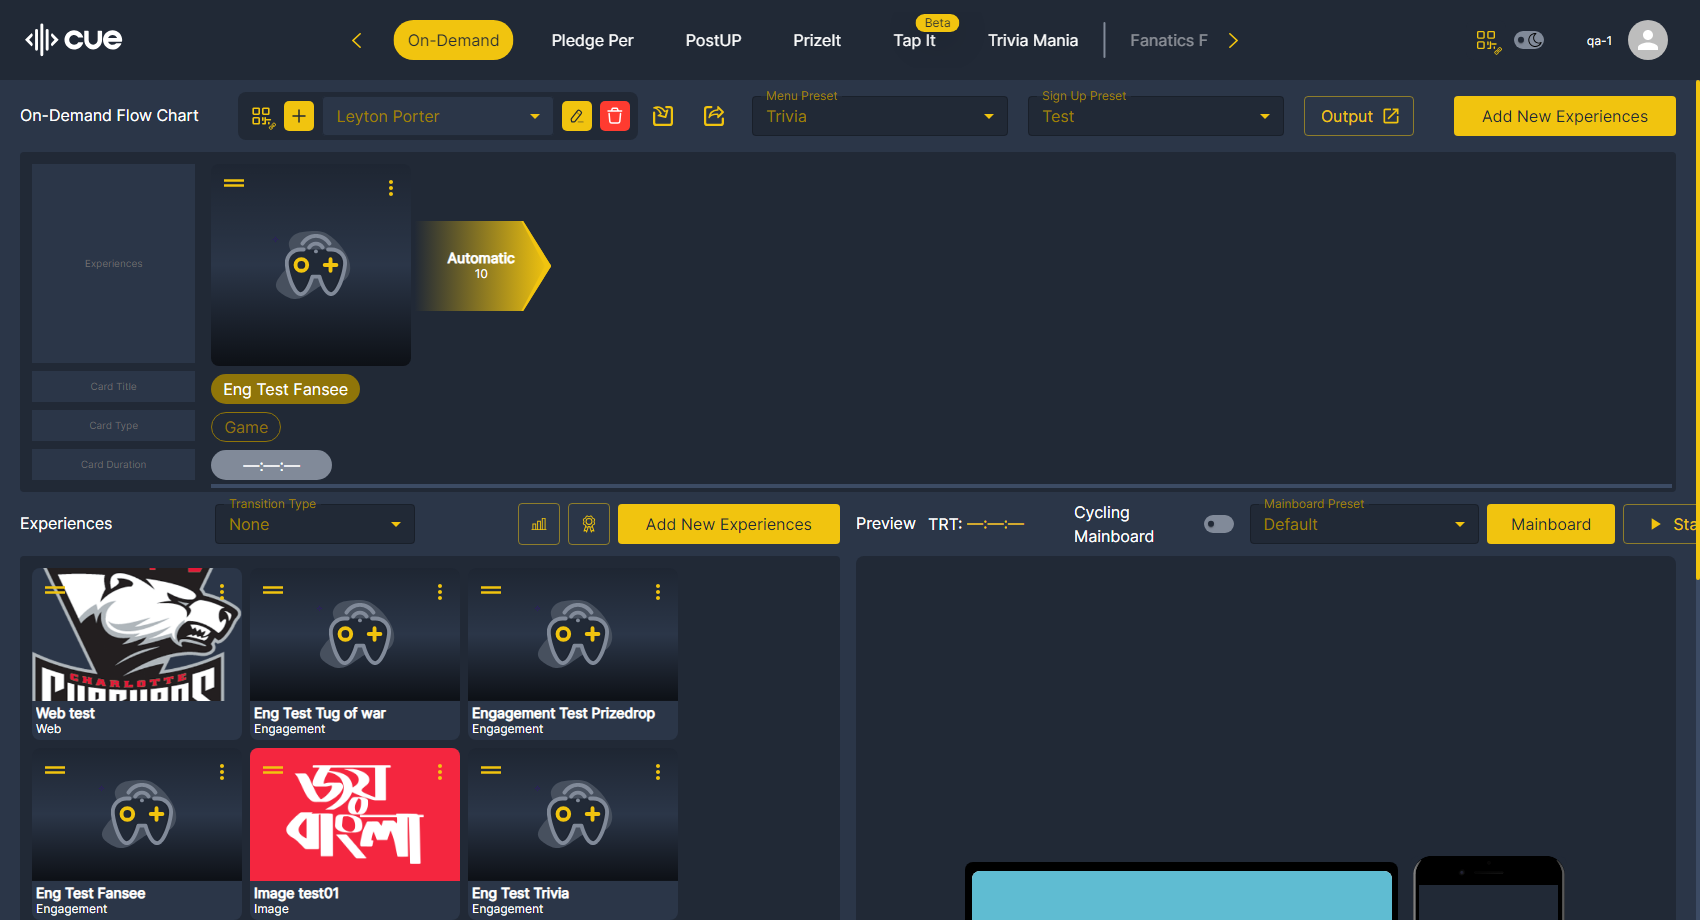 cue
On-Demand
Pledge Per
PostUP
PrizeIt
Beta
Tap It
Trivia Mania
Fanatics F
qa-1
On-Demand Flow Chart
Leyton Porter
Menu Preset
Trivia
Sign Up Preset
Test
Output
Add New Experiences
Experiences
Automatic
10
Card Title
Eng Test Fansee
Card Type
Game
Card Duration
—:—:—
Experiences
Transition Type
None
Add New Experiences
Preview
TRT: —:—:—
Cycling
Mainboard
Mainboard Preset
Default
Mainboard
Sta
CHARLOTTE
Web test
Web
Eng Test Tug of war
Engagement
Engagement Test Prizedrop
Engagement
জয়
বাংলা
Eng Test Fansee
Engagement
Image test01
Image
Eng Test Trivia
Engagement